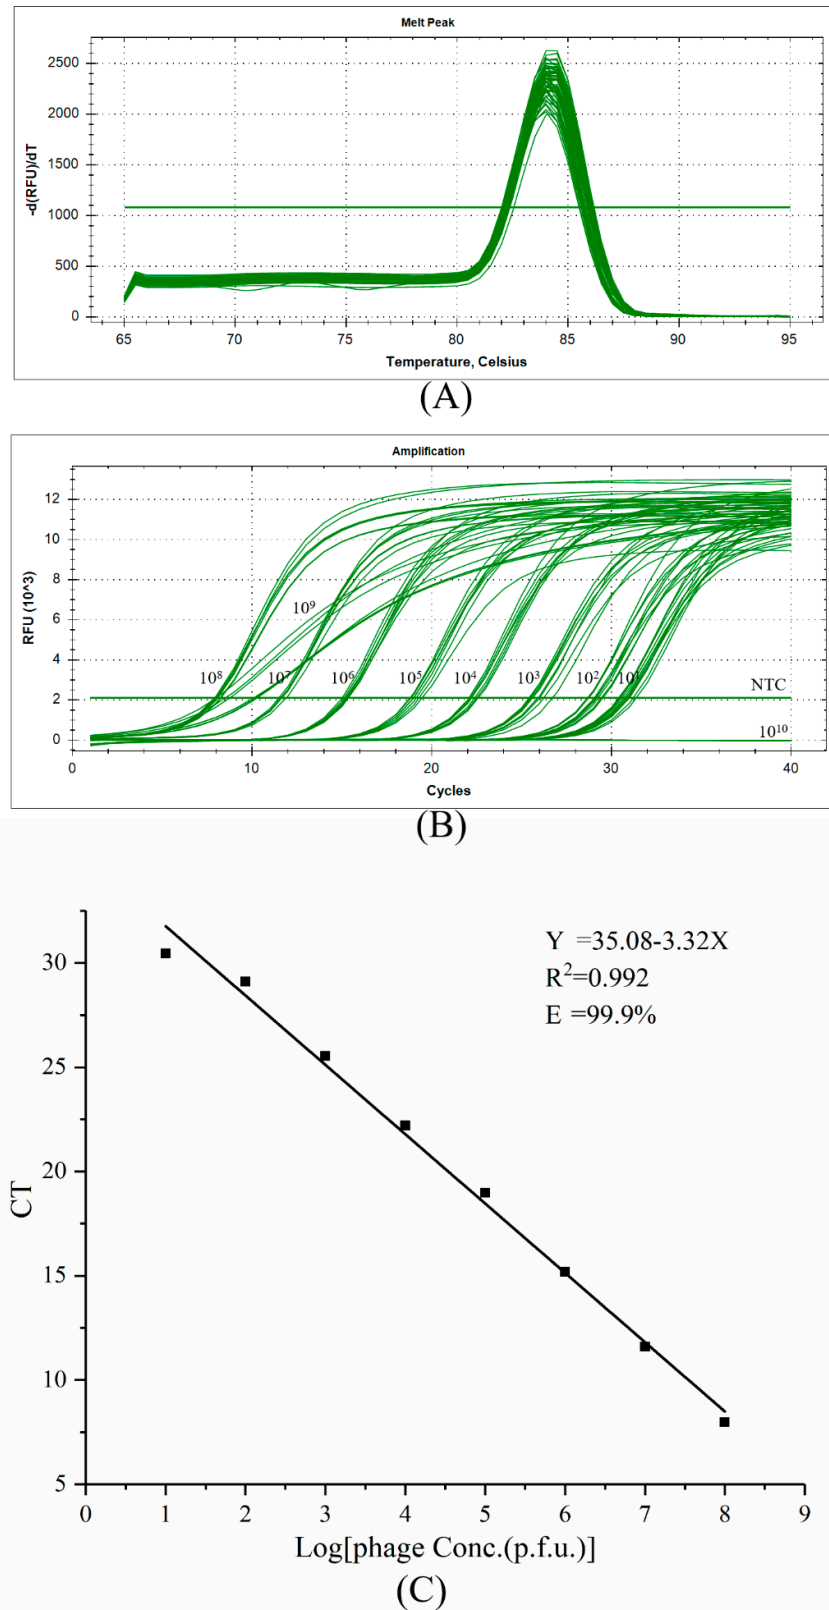 Melt Peak
-d(RFU)/dT
2500
2000
1500
1000
500
0
65 70 75 80 85 90 95
Temperature, Celsius
(A)
Amplification
RFU (10^3)
12
10
8
6
4
2
0
10⁹
10⁸ 10⁷ 10⁶ 10⁵ 10⁴ 10³ 10² 10¹
NTC
10¹⁰
0 10 20 30 40
Cycles
(B)
CT
30
25
20
15
10
5
Y =35.08-3.32X
R²=0.992
E =99.9%
0 1 2 3 4 5 6 7 8 9
Log[phage Conc.(p.f.u.)]
(C)